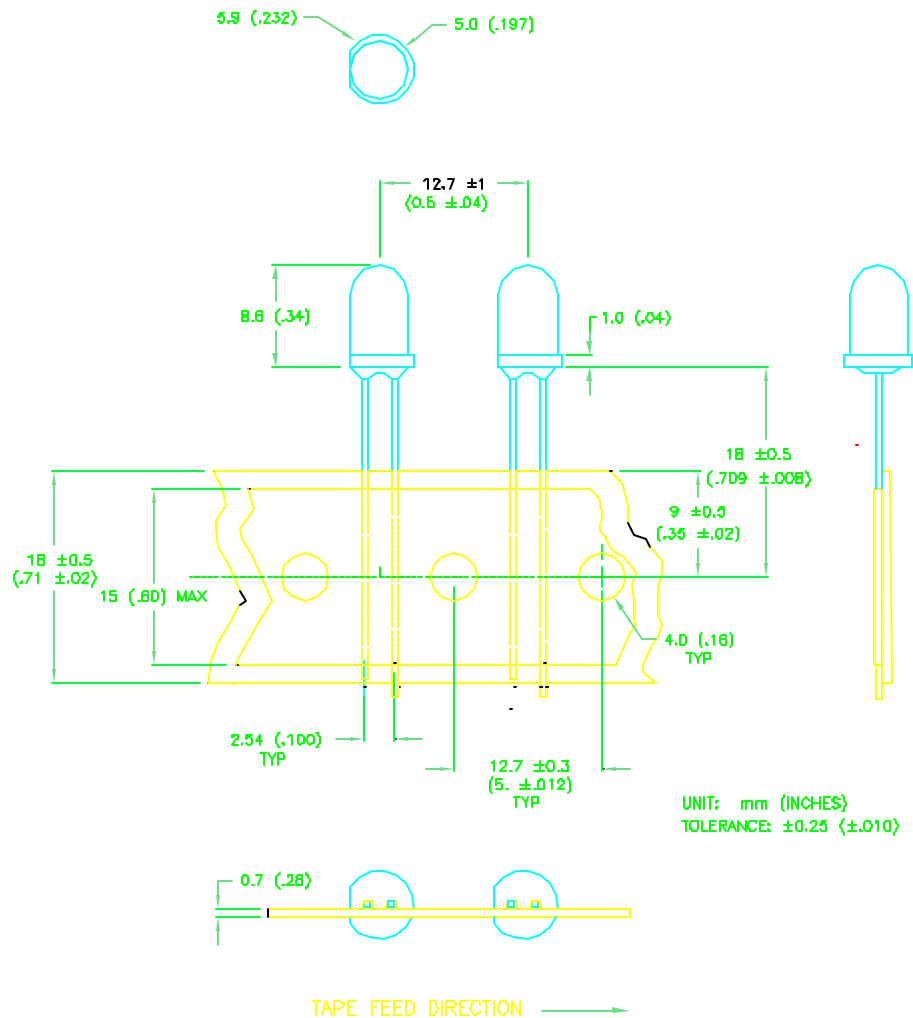 5.9 (.232)
5.0 (.197)
12.7 ±1
(0.5 ±.04)
8.6 (.34)
1.0 (.04)
18 ±0.5
(.709 ±.008)
9 ±0.5
(.35 ±.02)
18 ±0.5
(.71 ±.02)
15 (.60) MAX
4.0 (.16)
TYP
2.54 (.100)
TYP
12.7 ±0.3
(5. ±.012)
TYP
UNIT: mm (INCHES)
TOLERANCE: ±0.25 (±.010)
0.7 (.28)
TAPE FEED DIRECTION